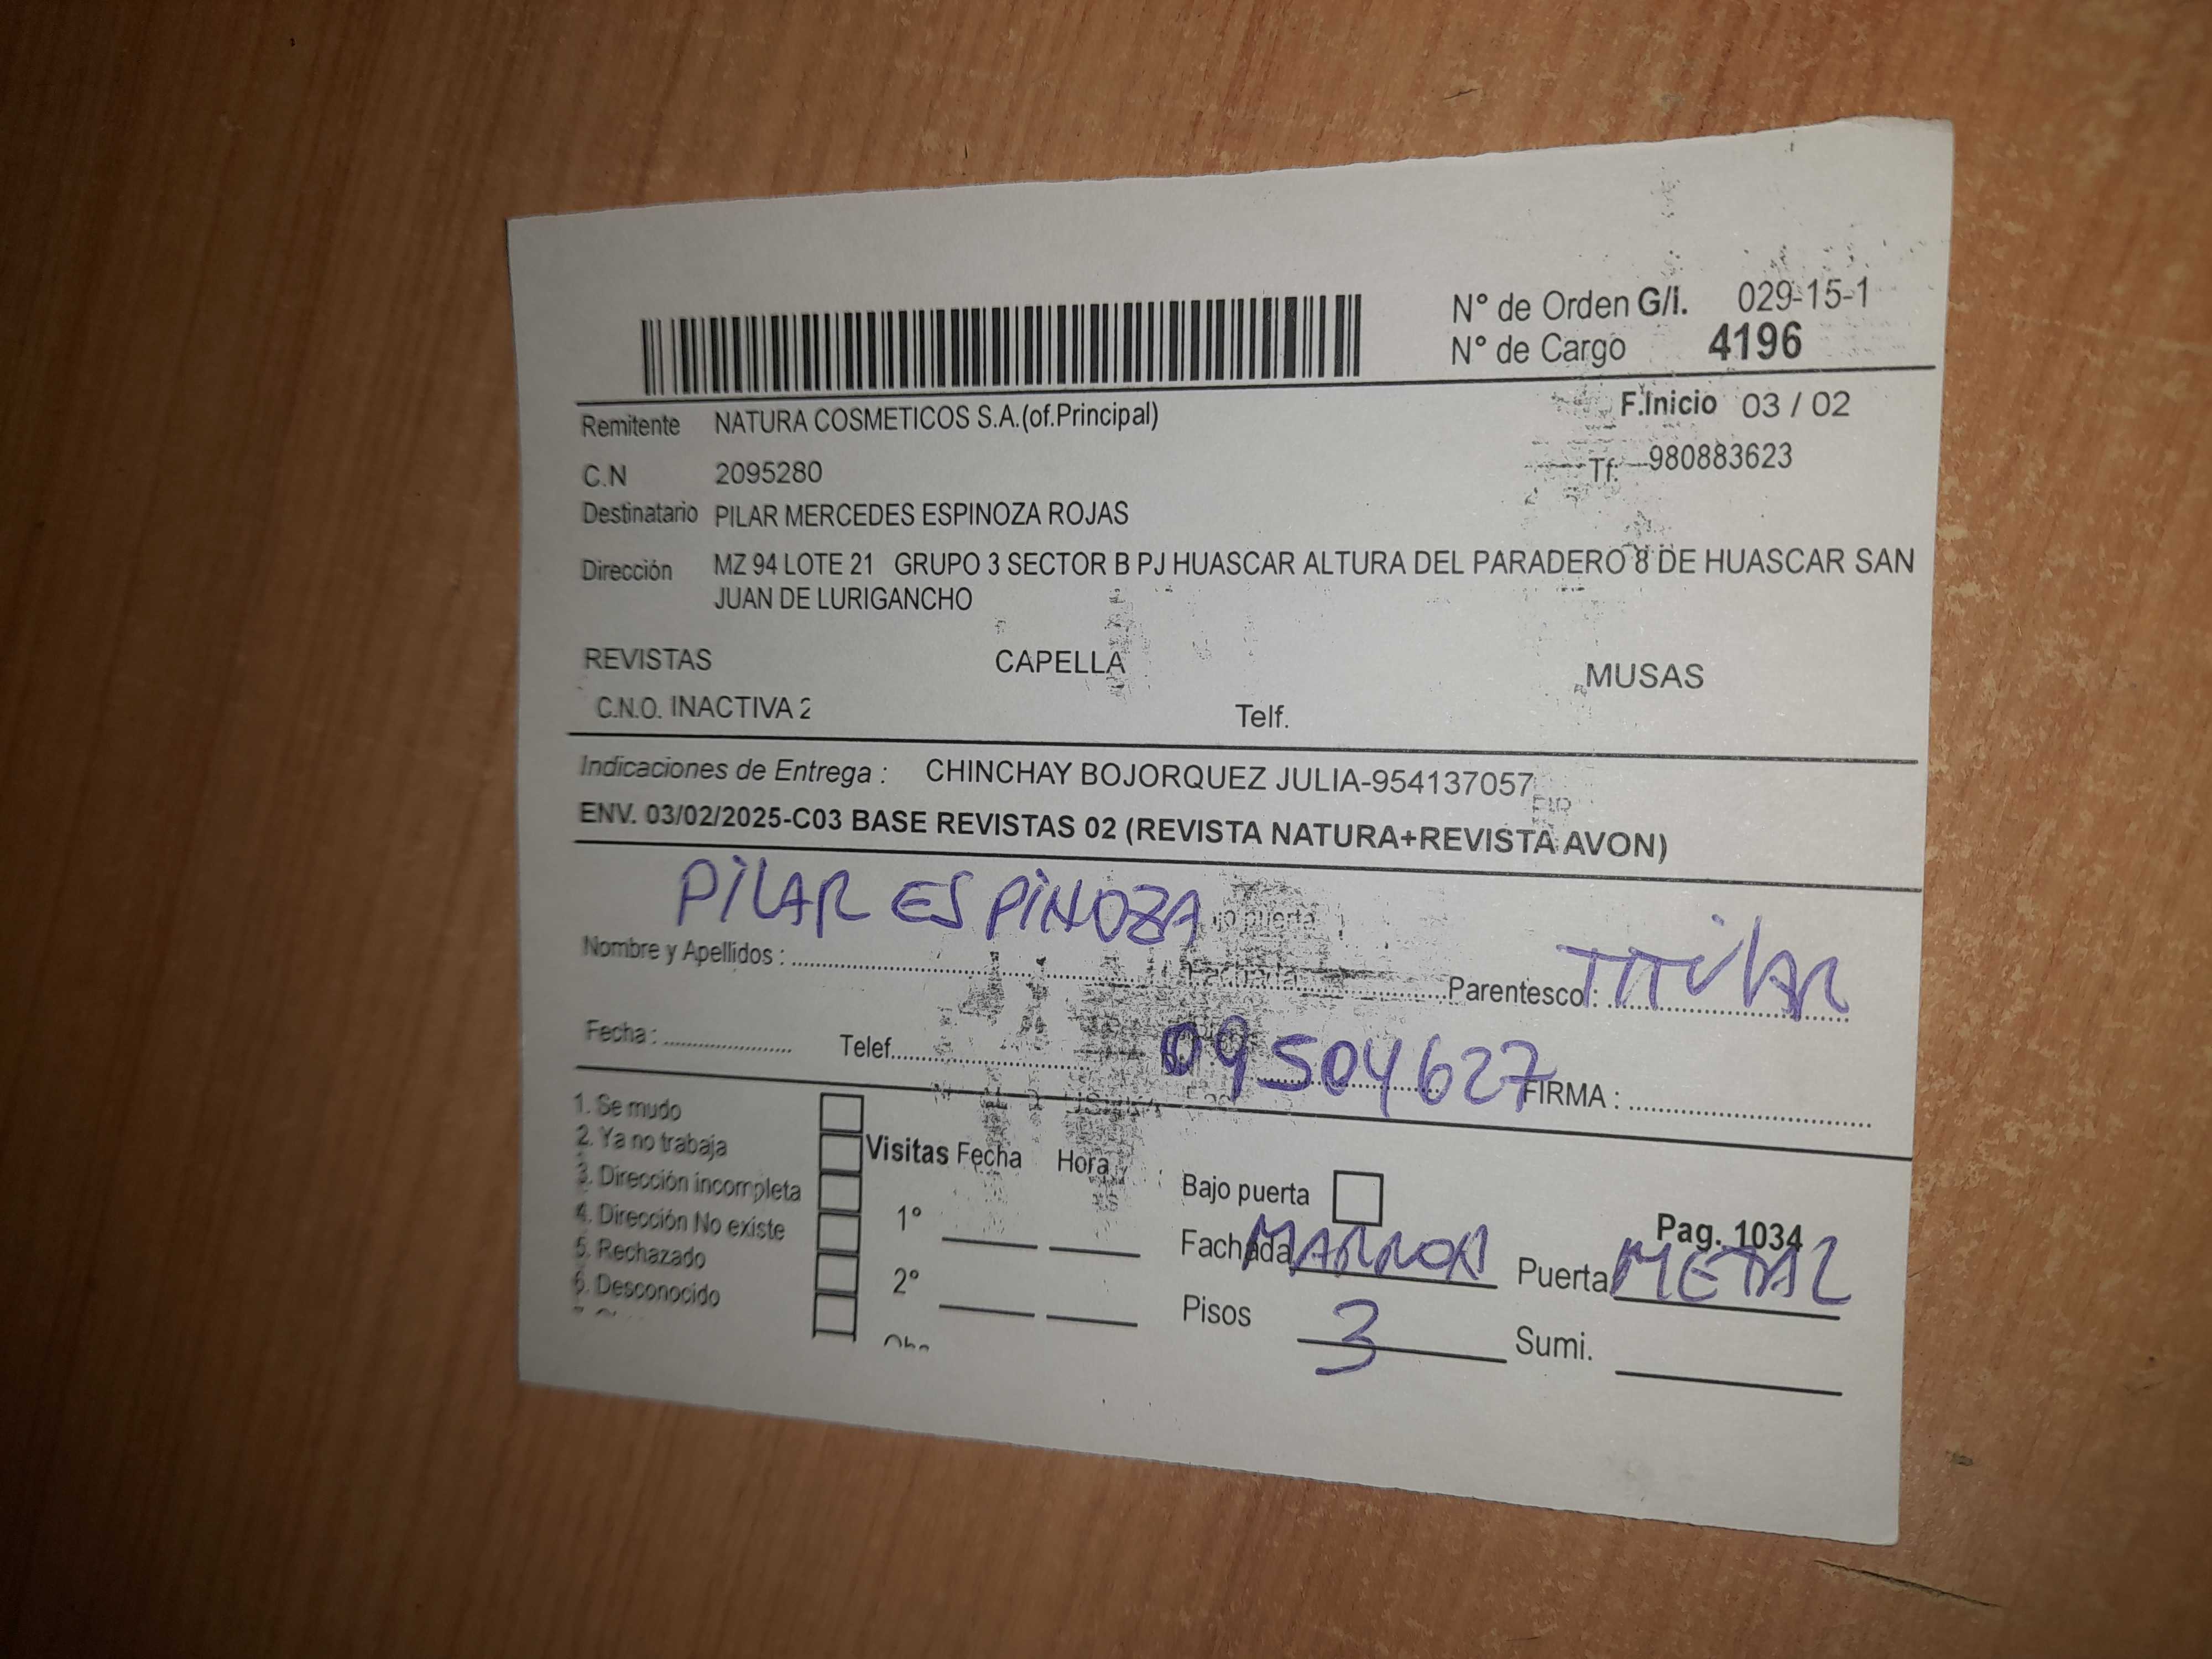 N° de Orden G/I. 029-15-1
N° de Cargo 4196
F.Inicio 03 / 02
Remitente NATURA COSMETICOS S.A.(of.Principal)
C.N 2095280 Tf. 980883623
Destinatario PILAR MERCEDES ESPINOZA ROJAS
Dirección MZ 94 LOTE 21 GRUPO 3 SECTOR B PJ HUASCAR ALTURA DEL PARADERO 8 DE HUASCAR SAN
JUAN DE LURIGANCHO
REVISTAS CAPELLA MUSAS
C.N.O. INACTIVA 2 Telf.
Indicaciones de Entrega : CHINCHAY BOJORQUEZ JULIA-954137057
ENV. 03/02/2025-C03 BASE REVISTAS 02 (REVISTA NATURA+REVISTA AVON)
PILAR ESPINOZA
Nombre y Apellidos : Parentesco : TITILAR
Fecha : Telef. 09504627 FIRMA :
1. Se mudo
2. Ya no trabaja
3. Dirección incompleta
4. Dirección No existe
5. Rechazado
6. Desconocido
Visitas Fecha Hora
1°
2°
Bajo puerta
Pag. 1034
Fachada MARRON Puerta METAL
Pisos 3 Sumi.